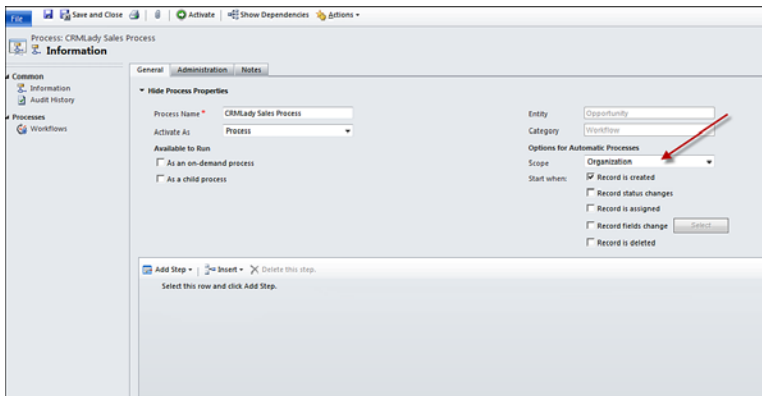 File Save and Close Activate Show Dependencies Actions
Process: CRMLady Sales Process
Information
Common
Information
Audit History
Processes
Workflows
General Administration Notes
Hide Process Properties
Process Name * CRMLady Sales Process
Activate As Process
Available to Run
As an on-demand process
As a child process
Entity Opportunity
Category Workflow
Options for Automatic Processes
Scope Organization
Start when: Record is created
Record status changes
Record is assigned
Record fields change Select
Record is deleted
Add Step Insert Delete this step.
Select this row and click Add Step.